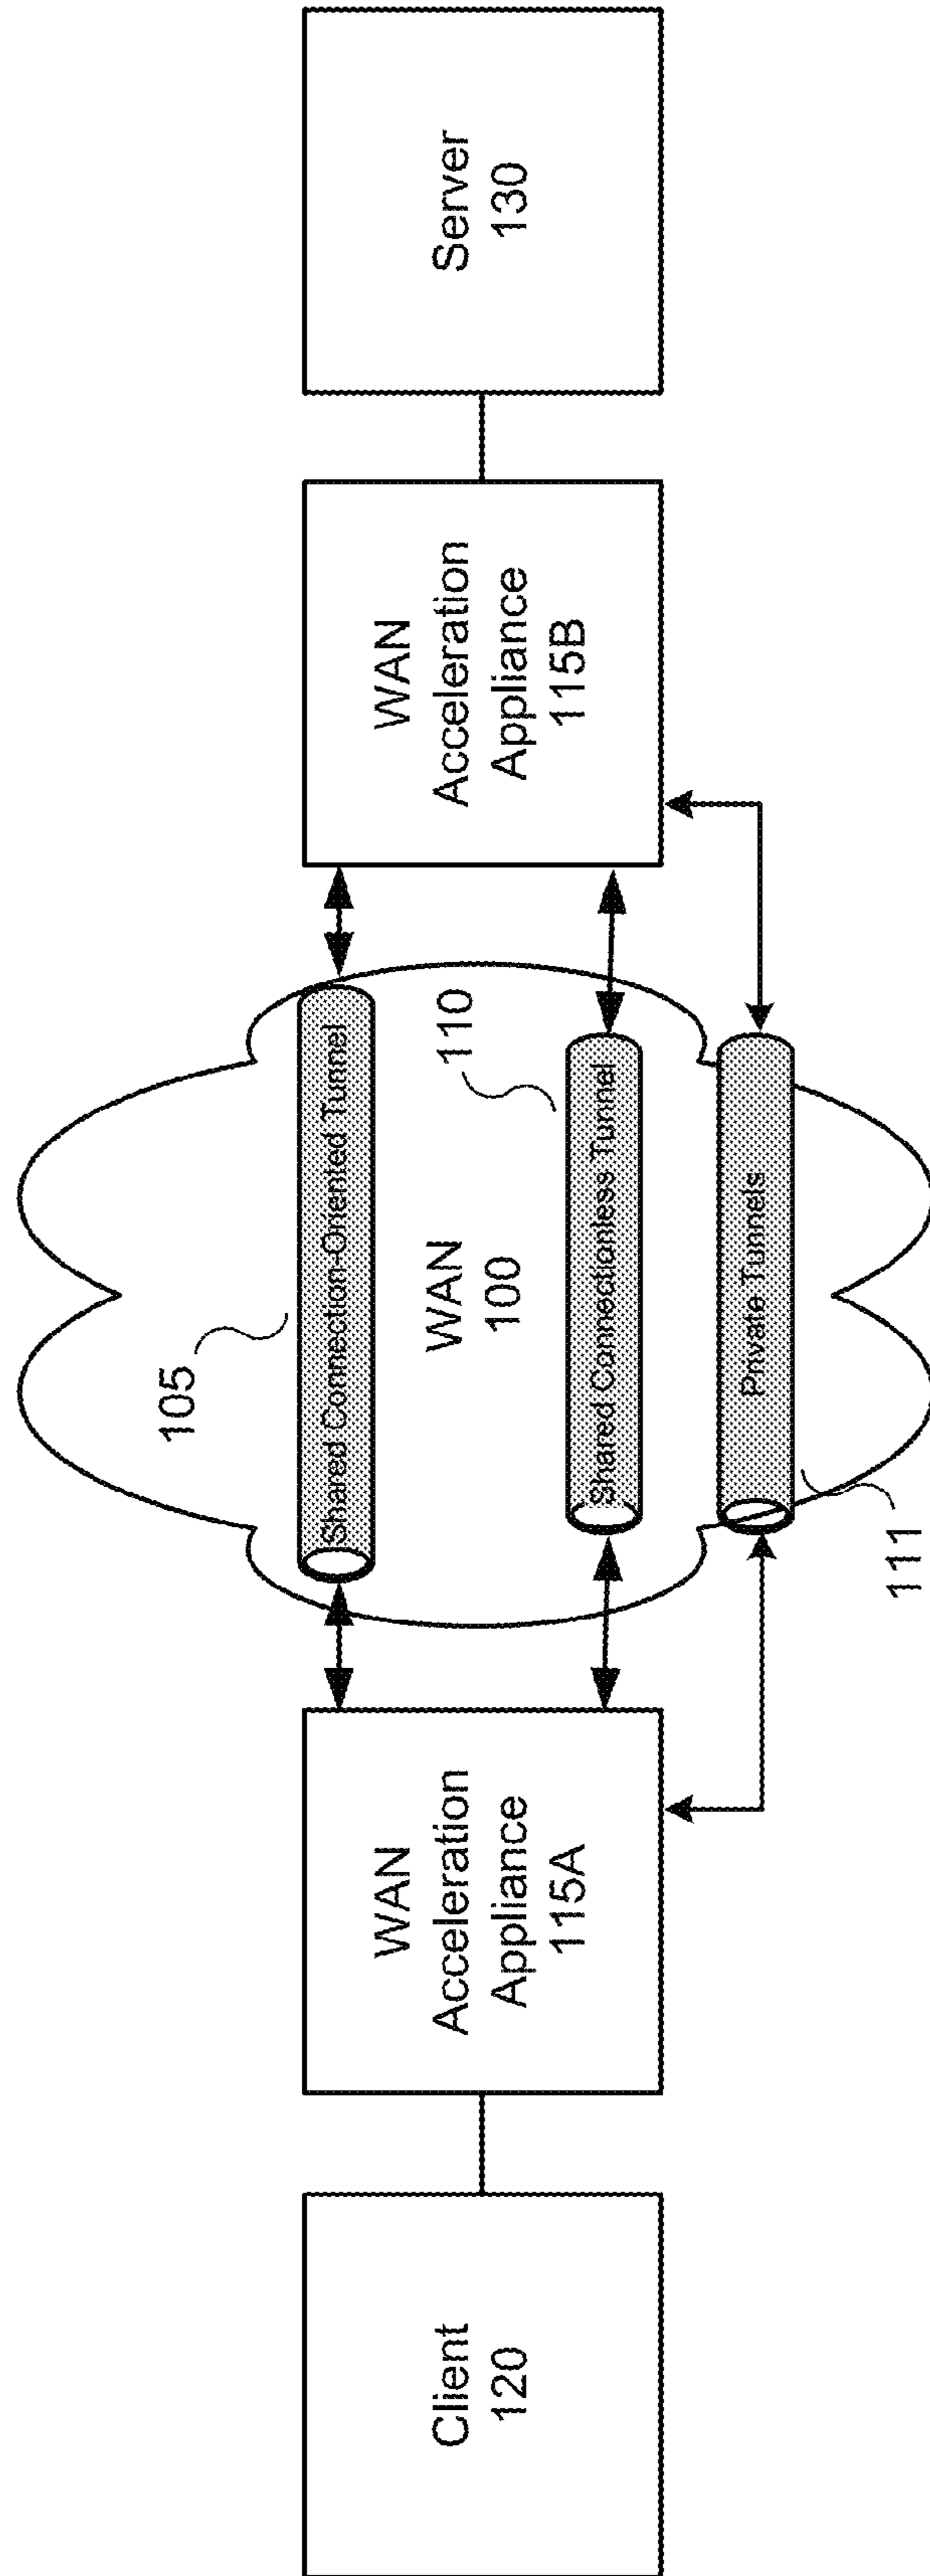 Client
120
WAN
Acceleration
Appliance
115A
105
Shared Connection-Oriented Tunnel
WAN
100
110
Shared Connectionless Tunnel
Private Tunnels
111
WAN
Acceleration
Appliance
115B
Server
130